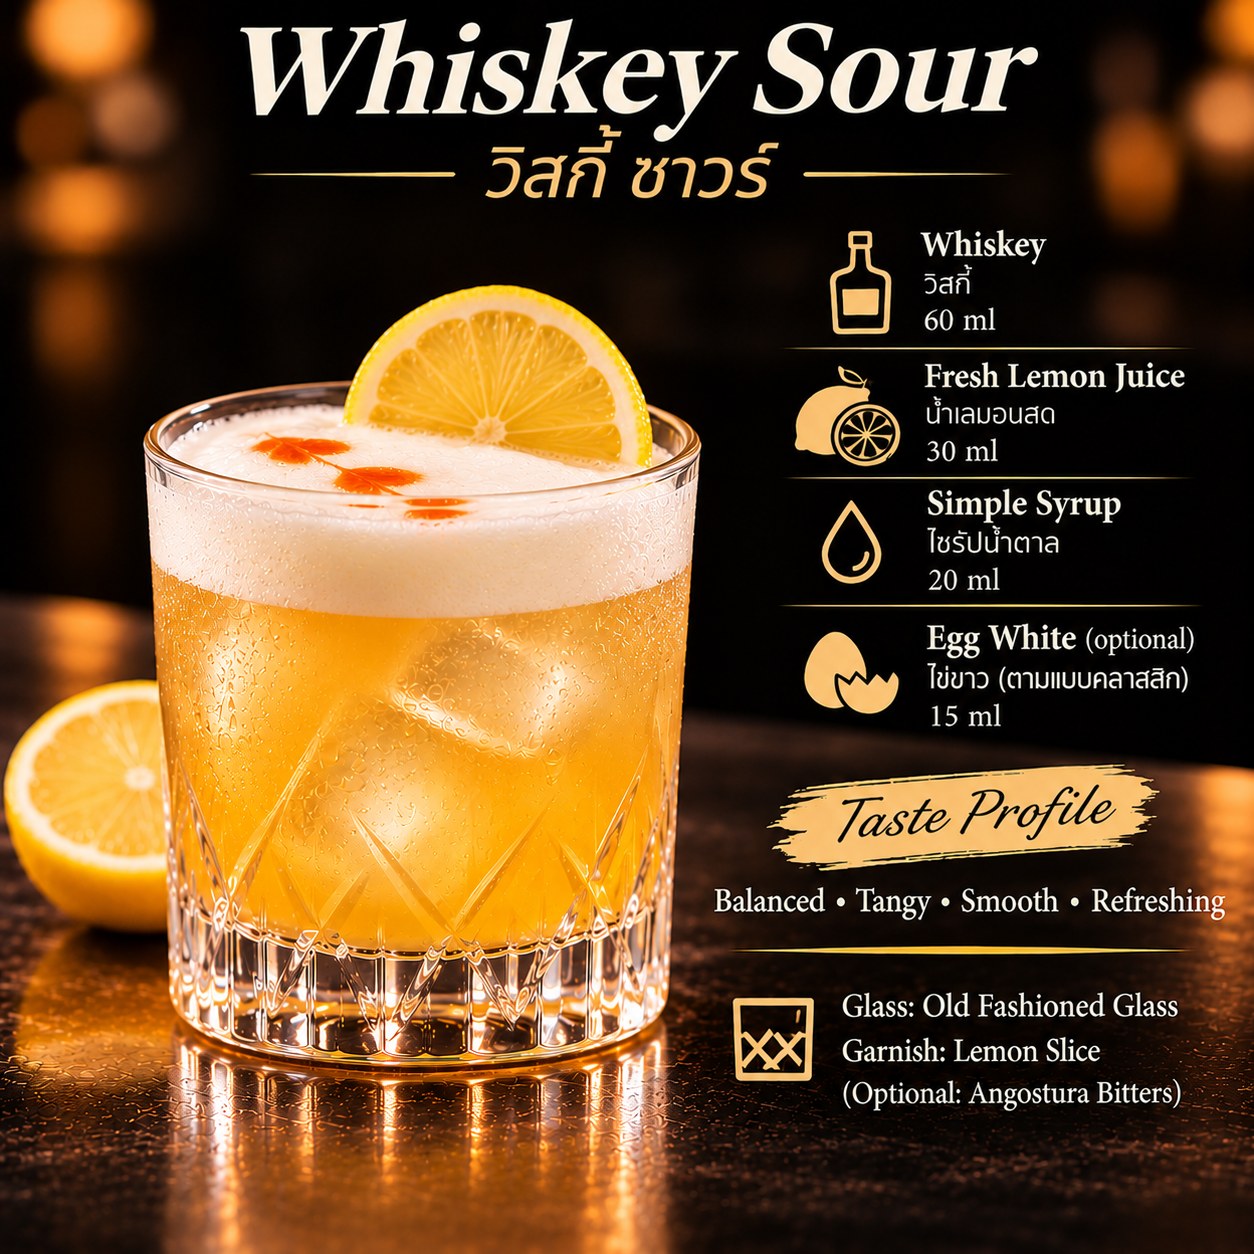 Whiskey Sour
วิสกี้ ซาวร์
Whiskey
วิสกี้
60 ml
Fresh Lemon Juice
น้ำเลมอนสด
30 ml
Simple Syrup
ไซรัปน้ำตาล
20 ml
Egg White (optional)
ไข่ขาว (ตามแบบคลาสสิก)
15 ml
Taste Profile
Balanced • Tangy • Smooth • Refreshing
Glass: Old Fashioned Glass
Garnish: Lemon Slice
(Optional: Angostura Bitters)